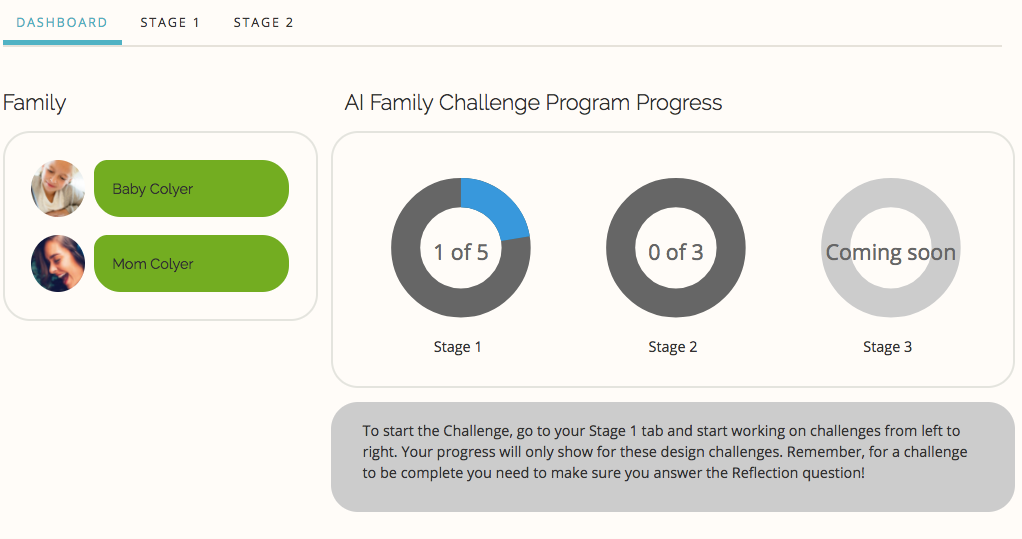 DASHBOARD STAGE 1 STAGE 2
Family
Baby Colyer
Mom Colyer
AI Family Challenge Program Progress
1 of 5
0 of 3
Coming soon
Stage 1
Stage 2
Stage 3
To start the Challenge, go to your Stage 1 tab and start working on challenges from left to
right. Your progress will only show for these design challenges. Remember, for a challenge
to be complete you need to make sure you answer the Reflection question!